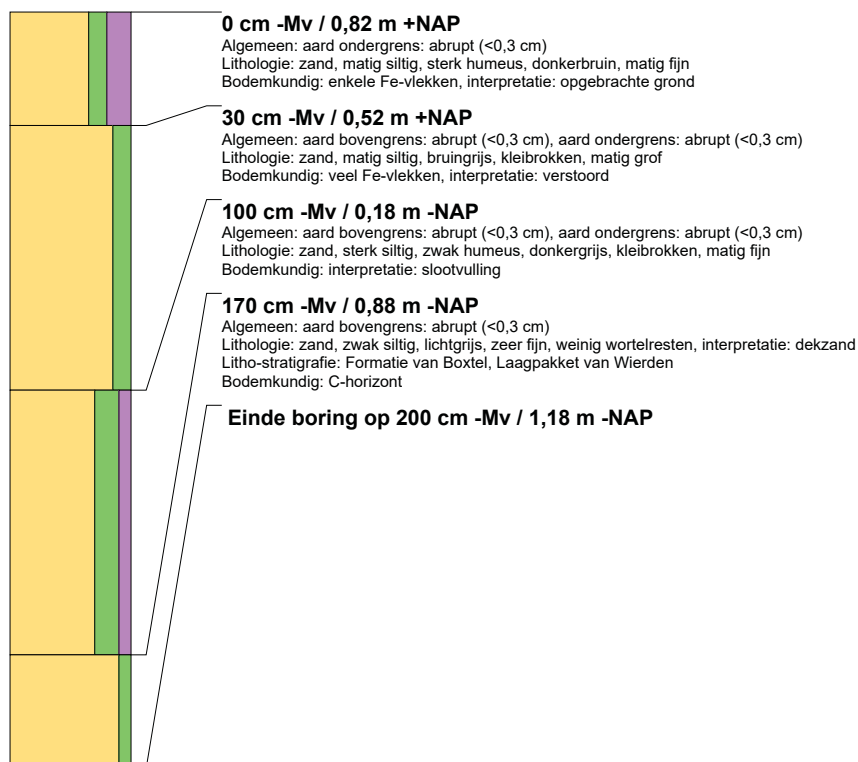 0 cm -Mv / 0,82 m +NAP
Algemeen: aard ondergrens: abrupt (<0,3 cm)
Lithologie: zand, matig siltig, sterk humeus, donkerbruin, matig fijn
Bodemkundig: enkele Fe-vlekken, interpretatie: opgebrachte grond
30 cm -Mv / 0,52 m +NAP
Algemeen: aard bovengrens: abrupt (<0,3 cm), aard ondergrens: abrupt (<0,3 cm)
Lithologie: zand, matig siltig, bruingrijs, kleibrokken, matig grof
Bodemkundig: veel Fe-vlekken, interpretatie: verstoord
100 cm -Mv / 0,18 m -NAP
Algemeen: aard bovengrens: abrupt (<0,3 cm), aard ondergrens: abrupt (<0,3 cm)
Lithologie: zand, sterk siltig, zwak humeus, donkergrijs, kleibrokken, matig fijn
Bodemkundig: interpretatie: slootvulling
170 cm -Mv / 0,88 m -NAP
Algemeen: aard bovengrens: abrupt (<0,3 cm)
Lithologie: zand, zwak siltig, lichtgrijs, zeer fijn, weinig wortelresten, interpretatie: dekzand
Litho-stratigrafie: Formatie van Boxtel, Laagpakket van Wierden
Bodemkundig: C-horizont
Einde boring op 200 cm -Mv / 1,18 m -NAP